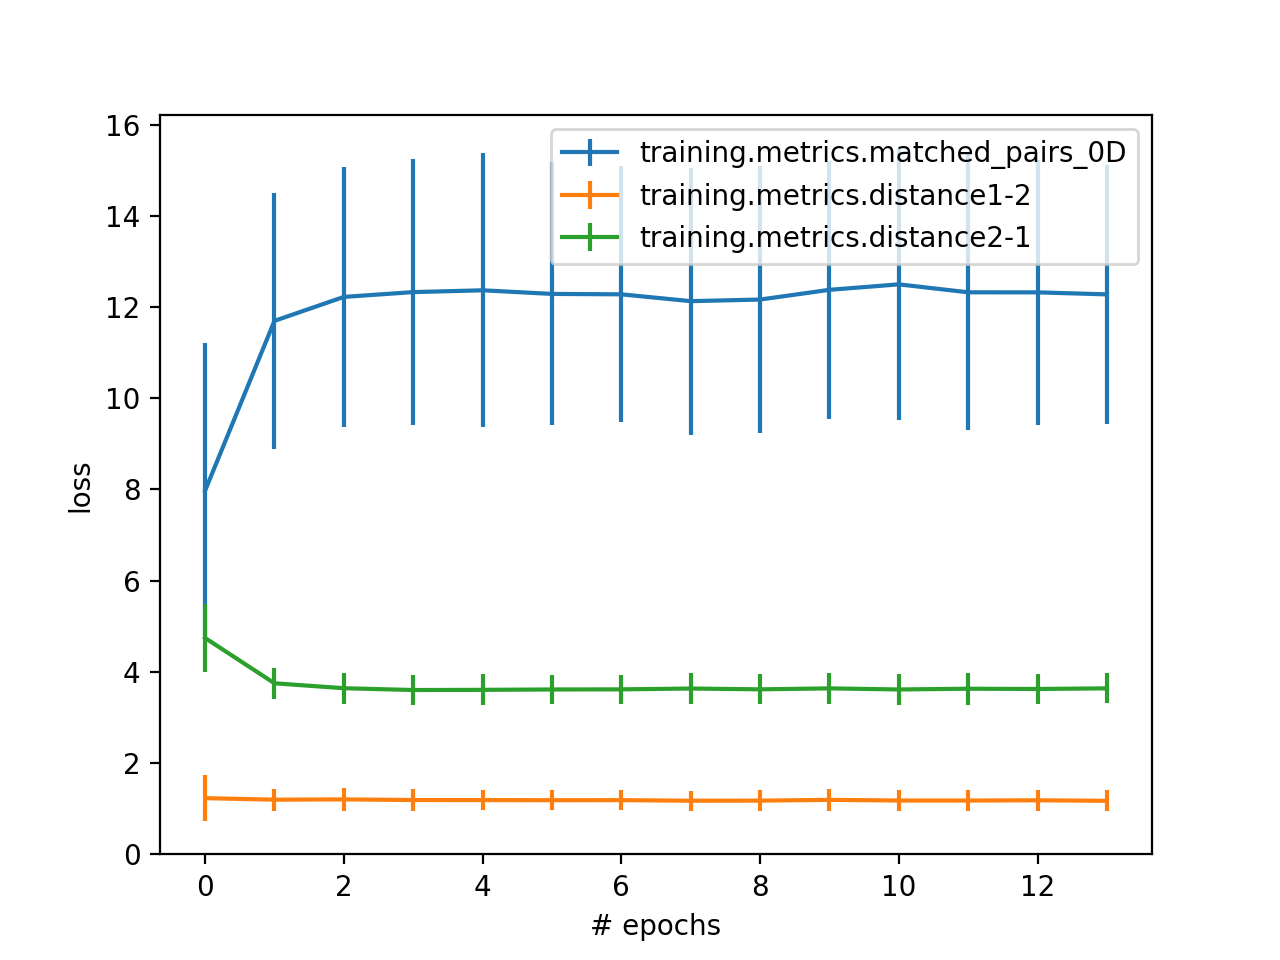 16
14
12
10
8
6
4
2
0
loss
training.metrics.matched_pairs_0D
training.metrics.distance1-2
training.metrics.distance2-1
0 2 4 6 8 10 12
# epochs